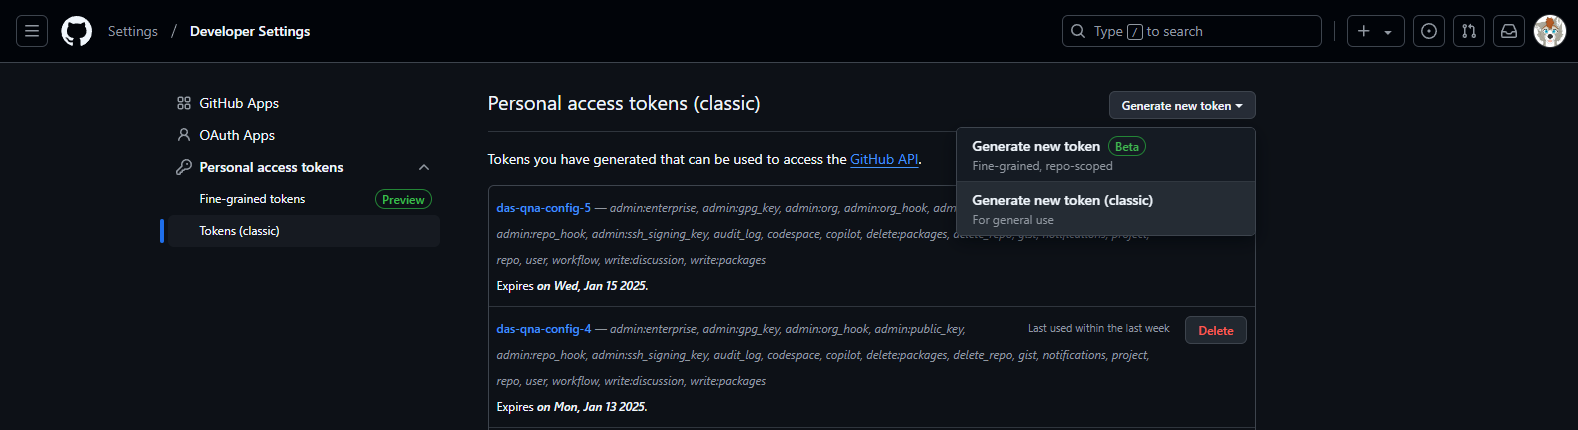 Settings / Developer Settings
Type / to search
GitHub Apps
OAuth Apps
Personal access tokens
Fine-grained tokens Preview
Tokens (classic)
Personal access tokens (classic)
Generate new token
Generate new token Beta
Fine-grained, repo-scoped
Generate new token (classic)
For general use
Tokens you have generated that can be used to access the GitHub API.
das-qna-config-5 — admin:enterprise, admin:gpg_key, admin:org, admin:org_hook,
admin:repo_hook, admin:ssh_signing_key, audit_log, codespace, copilot, delete:packages, delete_repo, gist, notifications, project,
repo, user, workflow, write:discussion, write:packages
Expires on Wed, Jan 15 2025.
das-qna-config-4 — admin:enterprise, admin:gpg_key, admin:org_hook, admin:public_key,
Last used within the last week Delete
admin:repo_hook, admin:ssh_signing_key, audit_log, codespace, copilot, delete:packages, delete_repo, gist, notifications, project,
repo, user, workflow, write:discussion, write:packages
Expires on Mon, Jan 13 2025.